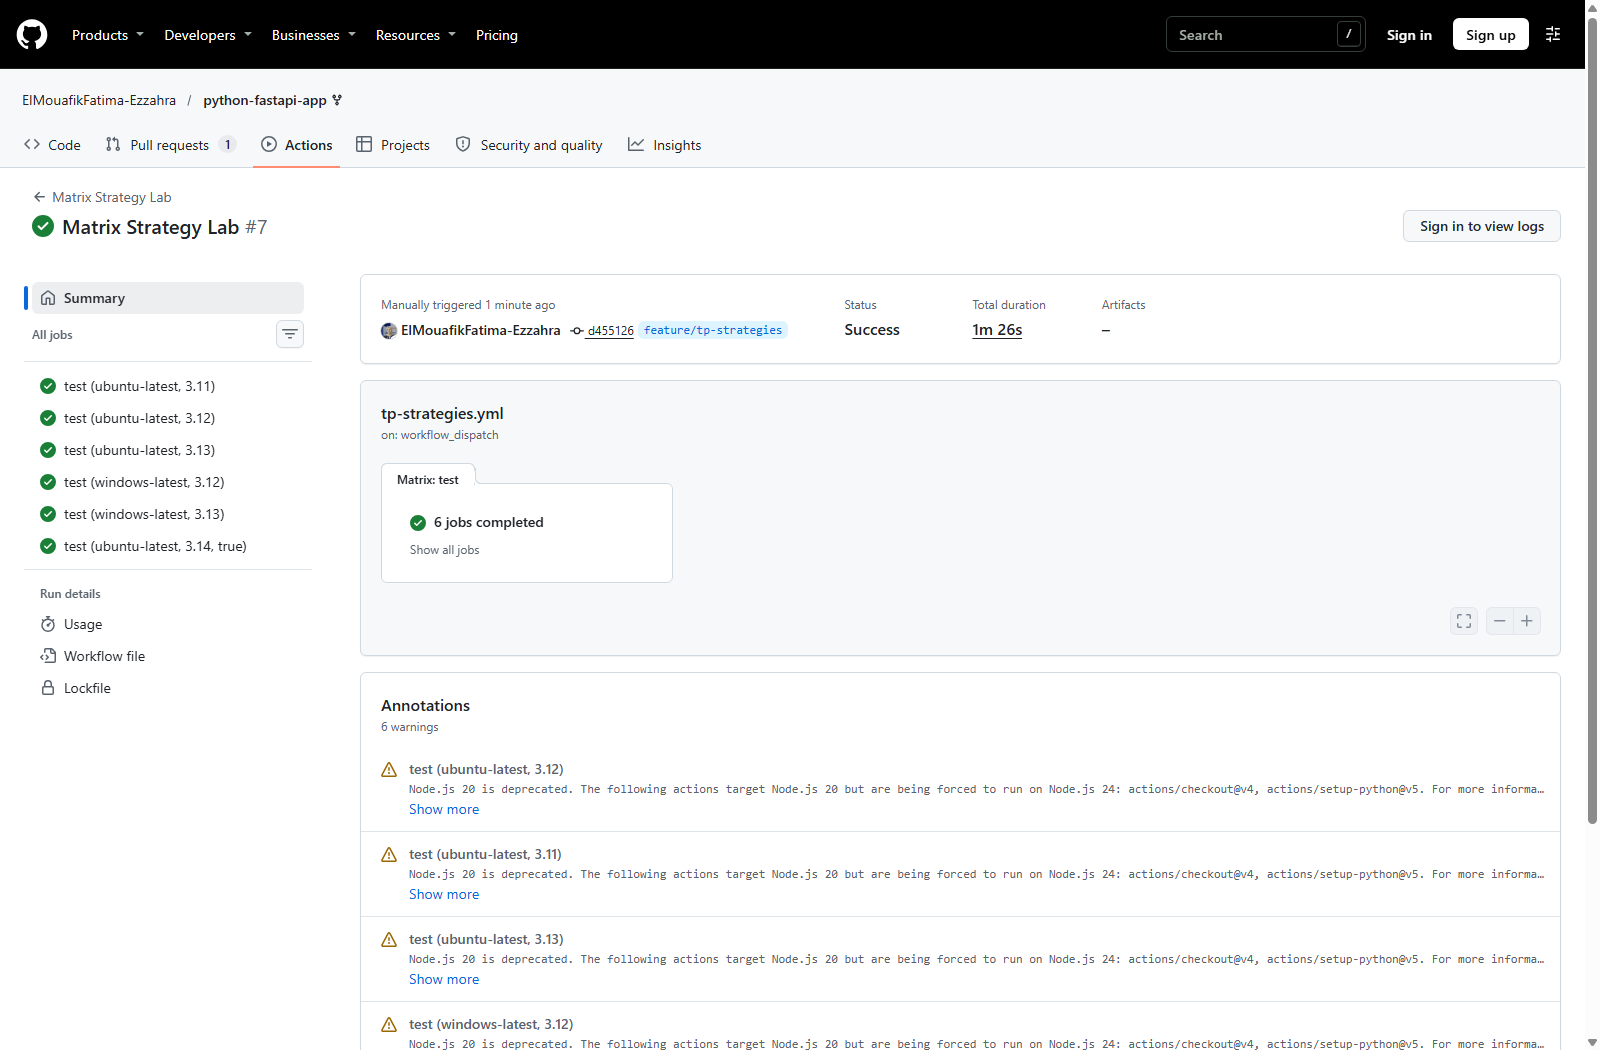 Products Developers Businesses Resources Pricing Search / Sign in Sign up
ElMouafikFatima-Ezzahra / python-fastapi-app
Code Pull requests 1 Actions Projects Security and quality Insights
Matrix Strategy Lab
Matrix Strategy Lab #7
Sign in to view logs
Summary
All jobs
test (ubuntu-latest, 3.11)
test (ubuntu-latest, 3.12)
test (ubuntu-latest, 3.13)
test (windows-latest, 3.12)
test (windows-latest, 3.13)
test (ubuntu-latest, 3.14, true)
Run details
Usage
Workflow file
Lockfile
Manually triggered 1 minute ago
ElMouafikFatima-Ezzahra d455126 feature/tp-strategies
Status
Success
Total duration
1m 26s
Artifacts
–
tp-strategies.yml
on: workflow_dispatch
Matrix: test
6 jobs completed
Show all jobs
Annotations
6 warnings
test (ubuntu-latest, 3.12)
Node.js 20 is deprecated. The following actions target Node.js 20 but are being forced to run on Node.js 24: actions/checkout@v4, actions/setup-python@v5. For more informa…
Show more
test (ubuntu-latest, 3.11)
Node.js 20 is deprecated. The following actions target Node.js 20 but are being forced to run on Node.js 24: actions/checkout@v4, actions/setup-python@v5. For more informa…
Show more
test (ubuntu-latest, 3.13)
Node.js 20 is deprecated. The following actions target Node.js 20 but are being forced to run on Node.js 24: actions/checkout@v4, actions/setup-python@v5. For more informa…
Show more
test (windows-latest, 3.12)
Node.js 20 is deprecated. The following actions target Node.js 20 but are being forced to run on Node.js 24: actions/checkout@v4, actions/setup-python@v5. For more informa…